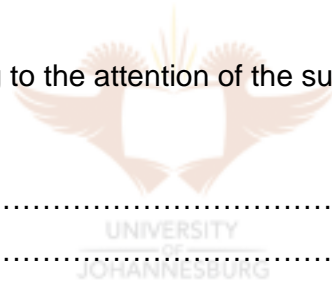 to the attention of the su
……………………………………
UNIVERSITY
OF
……………………………………
JOHANNESBURG